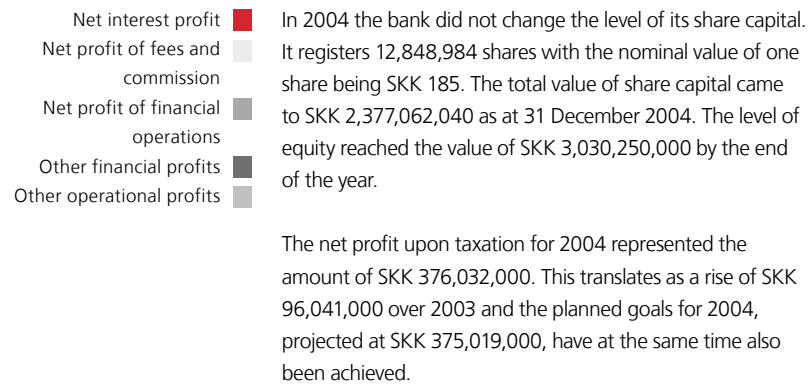 Net interest profit
Net profit of fees and
commission
Net profit of financial
operations
Other financial profits
Other operational profits
In 2004 the bank did not change the level of its share capital.
It registers 12,848,984 shares with the nominal value of one
share being SKK 185. The total value of share capital came
to SKK 2,377,062,040 as at 31 December 2004. The level of
equity reached the value of SKK 3,030,250,000 by the end
of the year.
The net profit upon taxation for 2004 represented the
amount of SKK 376,032,000. This translates as a rise of SKK
96,041,000 over 2003 and the planned goals for 2004,
projected at SKK 375,019,000, have at the same time also
been achieved.